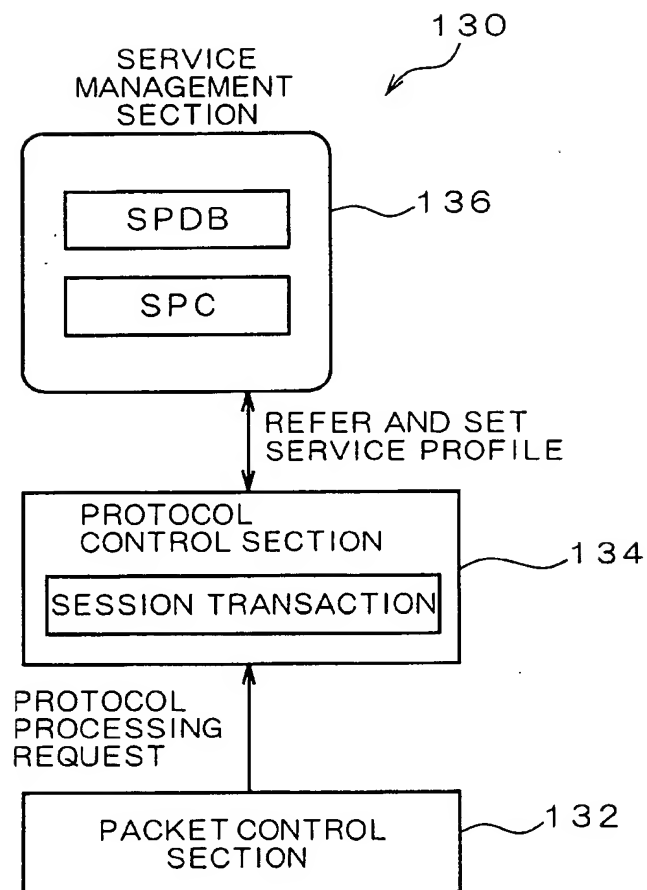 130
SERVICE
MANAGEMENT
SECTION
136
SPDB
SPC
REFER AND SET
SERVICE PROFILE
PROTOCOL
CONTROL SECTION
134
SESSION TRANSACTION
PROTOCOL
PROCESSING
REQUEST
132
PACKET CONTROL
SECTION